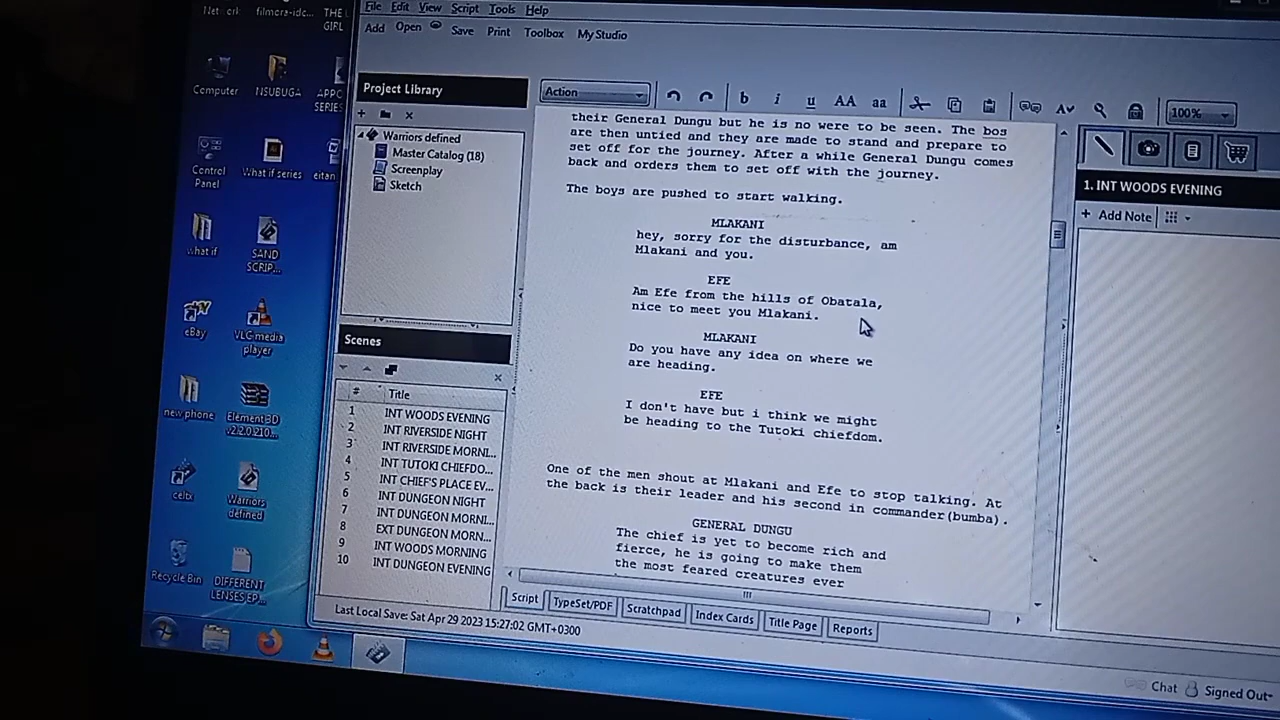 Net
filmora-ide...
THE
GIRL
Computer
NSUBUGA
APPC
SERIES
Control
Panel
What if series
eitan
what if
SAND
SCRIP...
eBay
VLC media
player
new phone
Element3D
v2.2.0.210...
celtx
Warriors
defined
Recycle Bin
DIFFERENT
LENSES EP...
File Edit View Script Tools Help
Add Open Save Print Toolbox My Studio
Project Library
Warriors defined
Master Catalog (18)
Screenplay
Sketch
Scenes
# Title
1 INT WOODS EVENING
2 INT RIVERSIDE NIGHT
3 INT RIVERSIDE MORNI...
4 INT TUTOKI CHIEFDO...
5 INT CHIEF'S PLACE EV...
6 INT DUNGEON NIGHT
7 INT DUNGEON MORNI...
8 EXT DUNGEON MORN...
9 INT WOODS MORNING
10 INT DUNGEON EVENING
Action b i u AA aa 100%
their General Dungu but he is no were to be seen. The bos
are then untied and they are made to stand and prepare to
set off for the journey. After a while General Dungu comes
back and orders them to set off with the journey.
The boys are pushed to start walking.
MLAKANI
hey, sorry for the disturbance, am
Mlakani and you.
EFE
Am Efe from the hills of Obatala,
nice to meet you Mlakani.
MLAKANI
Do you have any idea on where we
are heading.
EFE
I don't have but i think we might
be heading to the Tutoki chiefdom.
One of the men shout at Mlakani and Efe to stop talking. At
the back is their leader and his second in commander(bumba).
GENERAL DUNGU
The chief is yet to become rich and
fierce, he is going to make them
the most feared creatures ever
Script TypeSet/PDF Scratchpad Index Cards Title Page Reports
1. INT WOODS EVENING
+ Add Note
Last Local Save: Sat Apr 29 2023 15:27:02 GMT+0300
Chat Signed Out